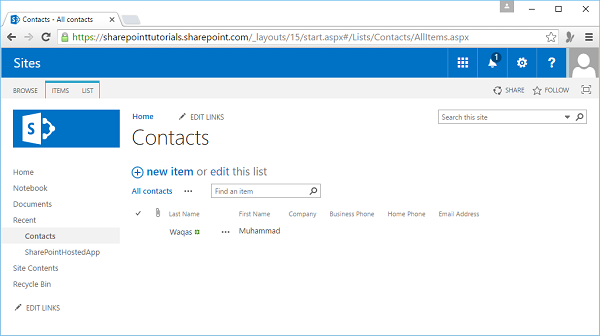 Contacts - All contacts
https://sharepointtutorials.sharepoint.com/_layouts/15/start.aspx#/Lists/Contacts/AllItems.aspx
Sites
1
?
BROWSE ITEMS LIST SHARE FOLLOW
S
Home EDIT LINKS
Search this site
Contacts
new item or edit this list
All contacts ••• Find an item
Last Name First Name Company Business Phone Home Phone Email Address
Waqas ••• Muhammad
Home
Notebook
Documents
Recent
Contacts
SharePointHostedApp
Site Contents
Recycle Bin
EDIT LINKS